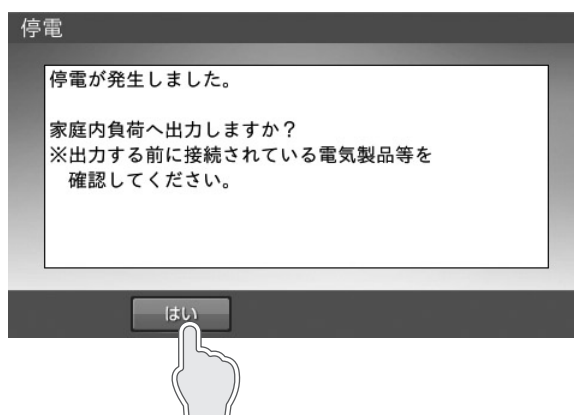 停電
停電が発生しました。
家庭内負荷へ出力しますか？
※出力する前に接続されている電気製品等を
確認してください。
はい